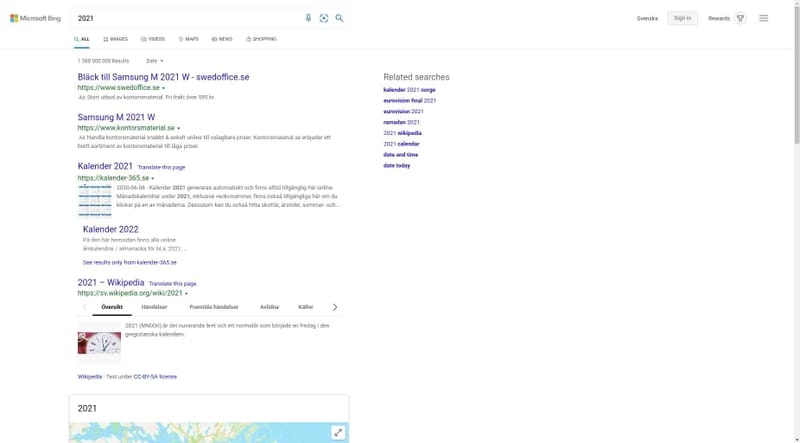 Microsoft Bing
2021
Svenska
Sign in
Rewards
ALL
IMAGES
VIDEOS
MAPS
NEWS
SHOPPING
1 580 000 000 Results
Date
Bläck till Samsung M 2021 W - swedoffice.se
https://www.swedoffice.se
Ad Stort utbud av kontorsmaterial. Fri frakt över 595 kr.
Samsung M 2021 W
https://www.kontorsmaterial.se
Ad Handla kontorsmaterial snabbt & enkelt online till oslagbara priser. Kontorsmaterial.se erbjuder ett
brett sortiment av kontorsmaterial till låga priser.
Kalender 2021 Translate this page
https://kalender-365.se
2020-06-06 · Kalender 2021 genereras automatiskt och finns alltid tillgänglig här online.
Månadskalendrar under 2021, inklusive veckonummer, finns också tillgängliga här om du
klickar på en av månaderna. Dessutom kan du också hitta skottår, årstider, sommar- och...
Kalender 2022
På den här hemsidan finns alla online
årskalendrar / almanacka för bl.a. 2021, ...
See results only from kalender-365.se
2021 – Wikipedia Translate this page
https://sv.wikipedia.org/wiki/2021
Översikt
Händelser
Framtida händelser
Avlidna
Källor
2021 (MMXXI) är det nuvarande året och ett normalår som började en fredag i den
gregorianska kalendern.
Wikipedia · Text under CC-BY-SA license
2021
Related searches
kalender 2021 norge
eurovision final 2021
eurovision 2021
ramadan 2021
2021 wikipedia
2021 calendar
date and time
date today